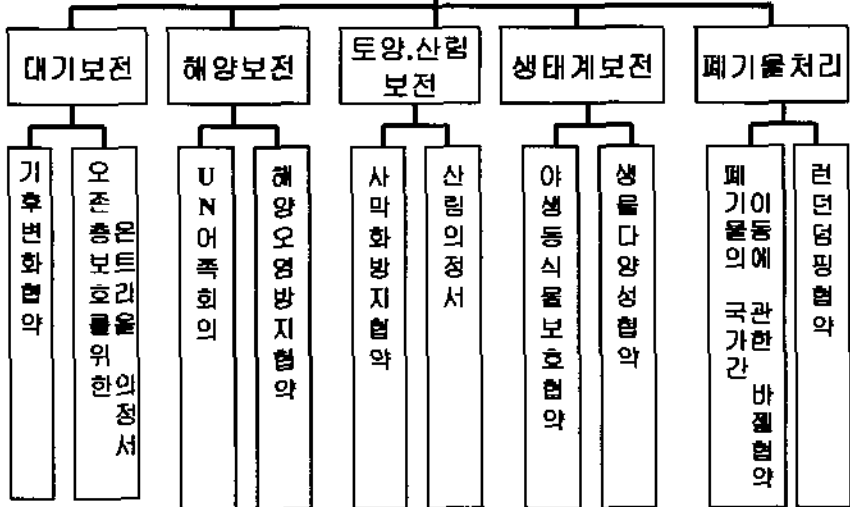 대기보전
해양보전
토양.산림
보전
생태계보전
폐기물처리
기후변화협약
오존층보호를위한
몬트리올 의정서
UN어족회의
해양오염방지협약
사막화방지협약
산림의정서
야생동식물보호협약
생물다양성협약
폐기물의 국가간
이동에 관한 바젤협약
런던덤핑협약